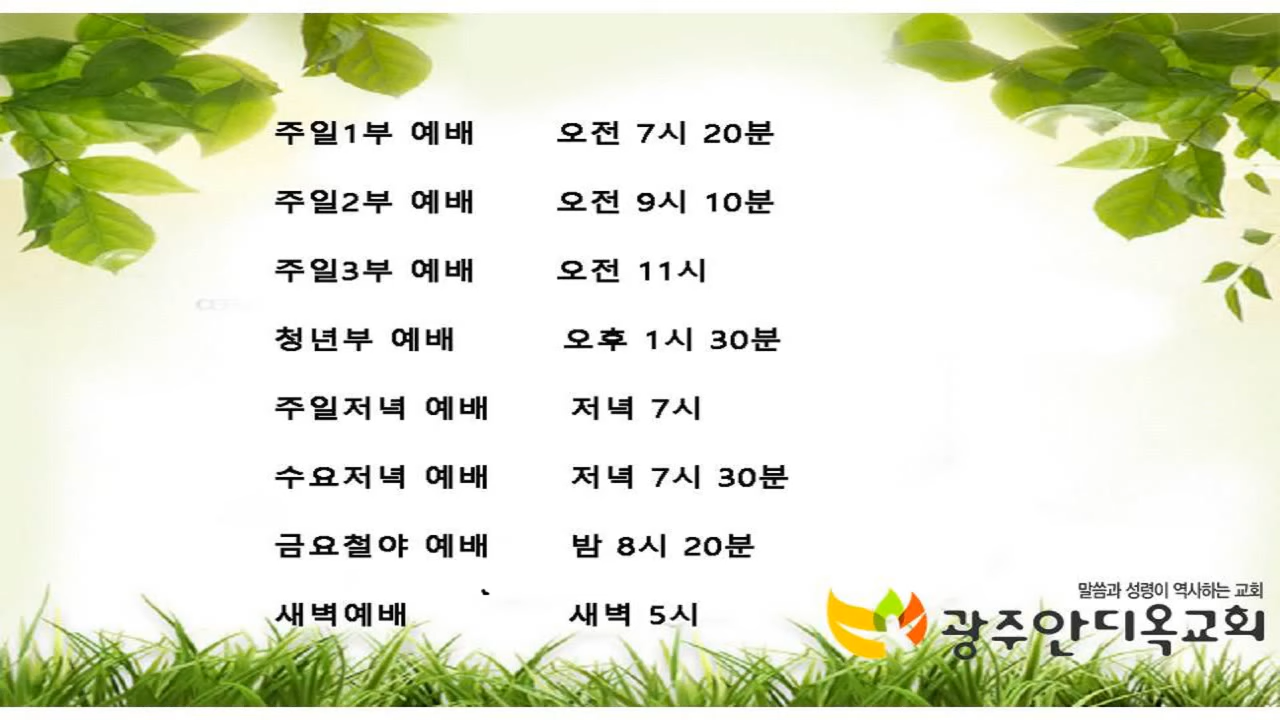 주일1부 예배 오전 7시 20분
주일2부 예배 오전 9시 10분
주일3부 예배 오전 11시
청년부 예배 오후 1시 30분
주일저녁 예배 저녁 7시
수요저녁 예배 저녁 7시 30분
금요철야 예배 밤 8시 20분
새벽예배 새벽 5시
말씀과 성령이 역사하는 교회
광주안디옥교회